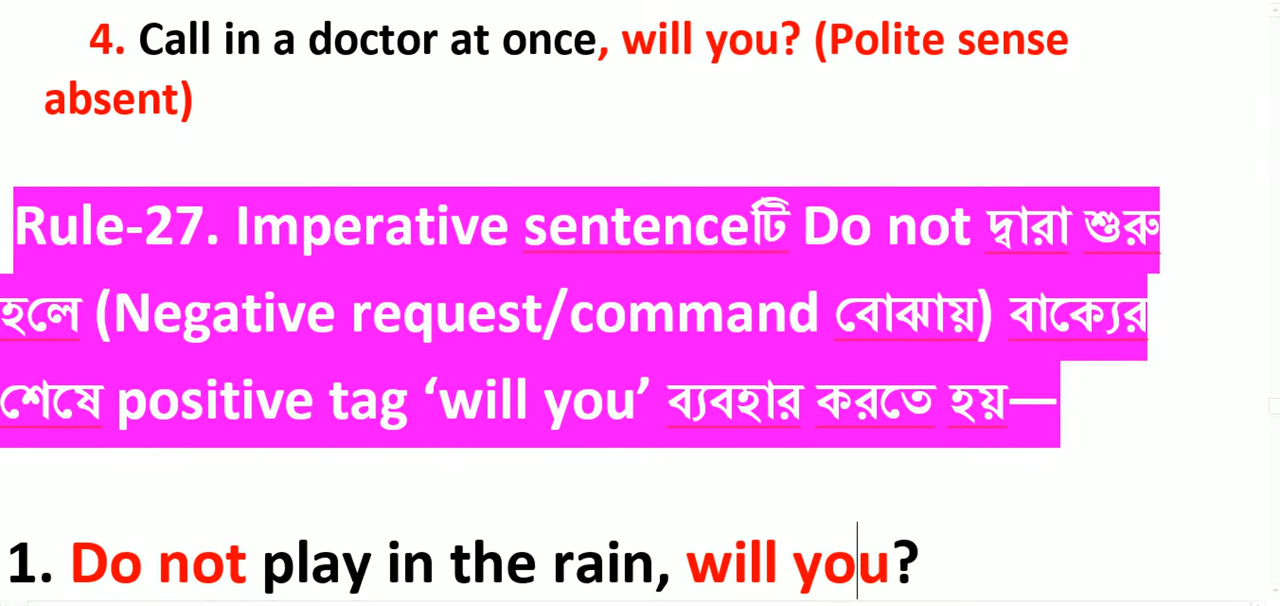 4. Call in a doctor at once, will you? (Polite sense
absent)
Rule-27. Imperative sentenceটি Do not দ্বারা শুরু
হলে (Negative request/command বোঝায়) বাক্যের
শেষে positive tag ‘will you’ ব্যবহার করতে হয়—
1. Do not play in the rain, will you?